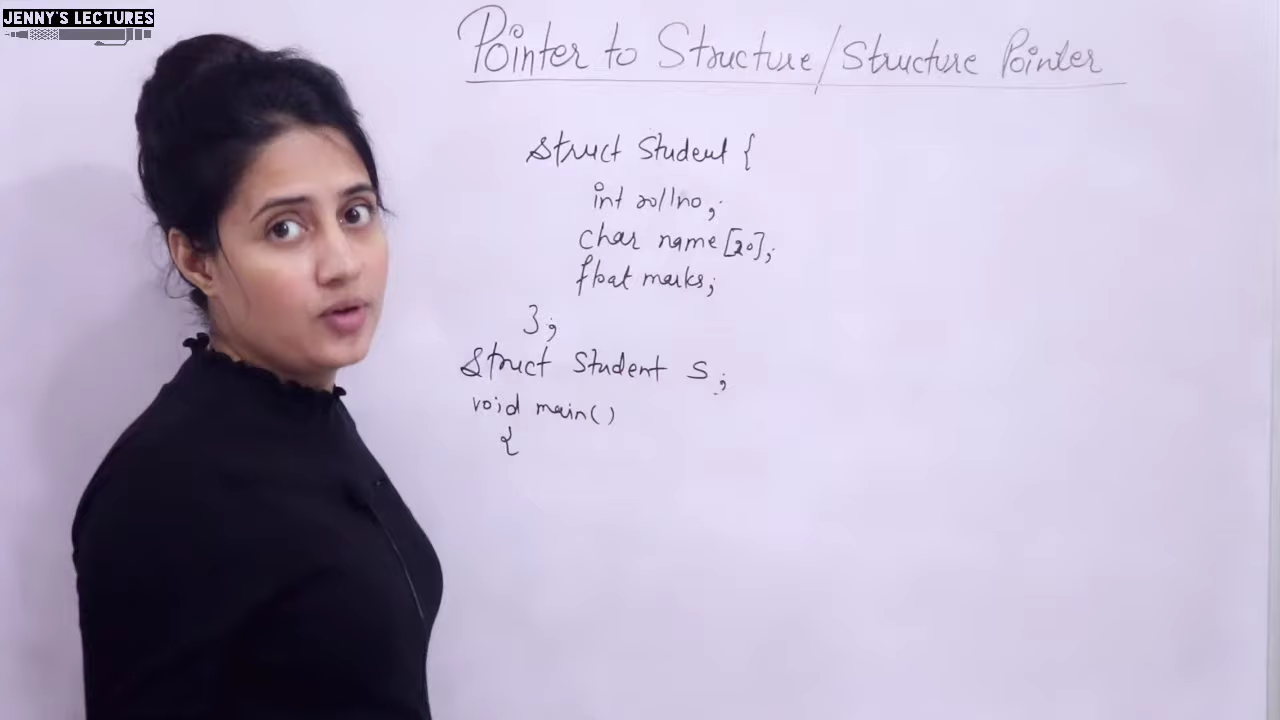 JENNY'S LECTURES
Pointer to Structure/Structure Pointer
struct Student {
int rollno;
char name[20];
float marks;
};
struct Student s;
void main()
{